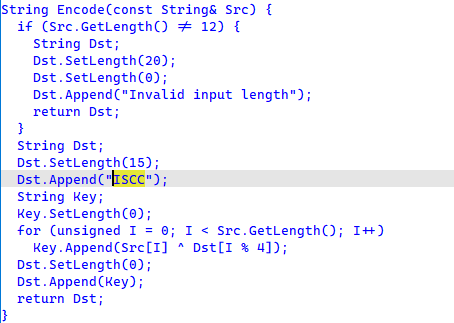 String Encode(const String& Src) {
  if (Src.GetLength() ≠ 12) {
    String Dst;
    Dst.SetLength(20);
    Dst.SetLength(0);
    Dst.Append("Invalid input length");
    return Dst;
  }
  String Dst;
  Dst.SetLength(15);
  Dst.Append("ISCC");
  String Key;
  Key.SetLength(0);
  for (unsigned I = 0; I < Src.GetLength(); I++)
    Key.Append(Src[I] ^ Dst[I % 4]);
  Dst.SetLength(0);
  Dst.Append(Key);
  return Dst;
}